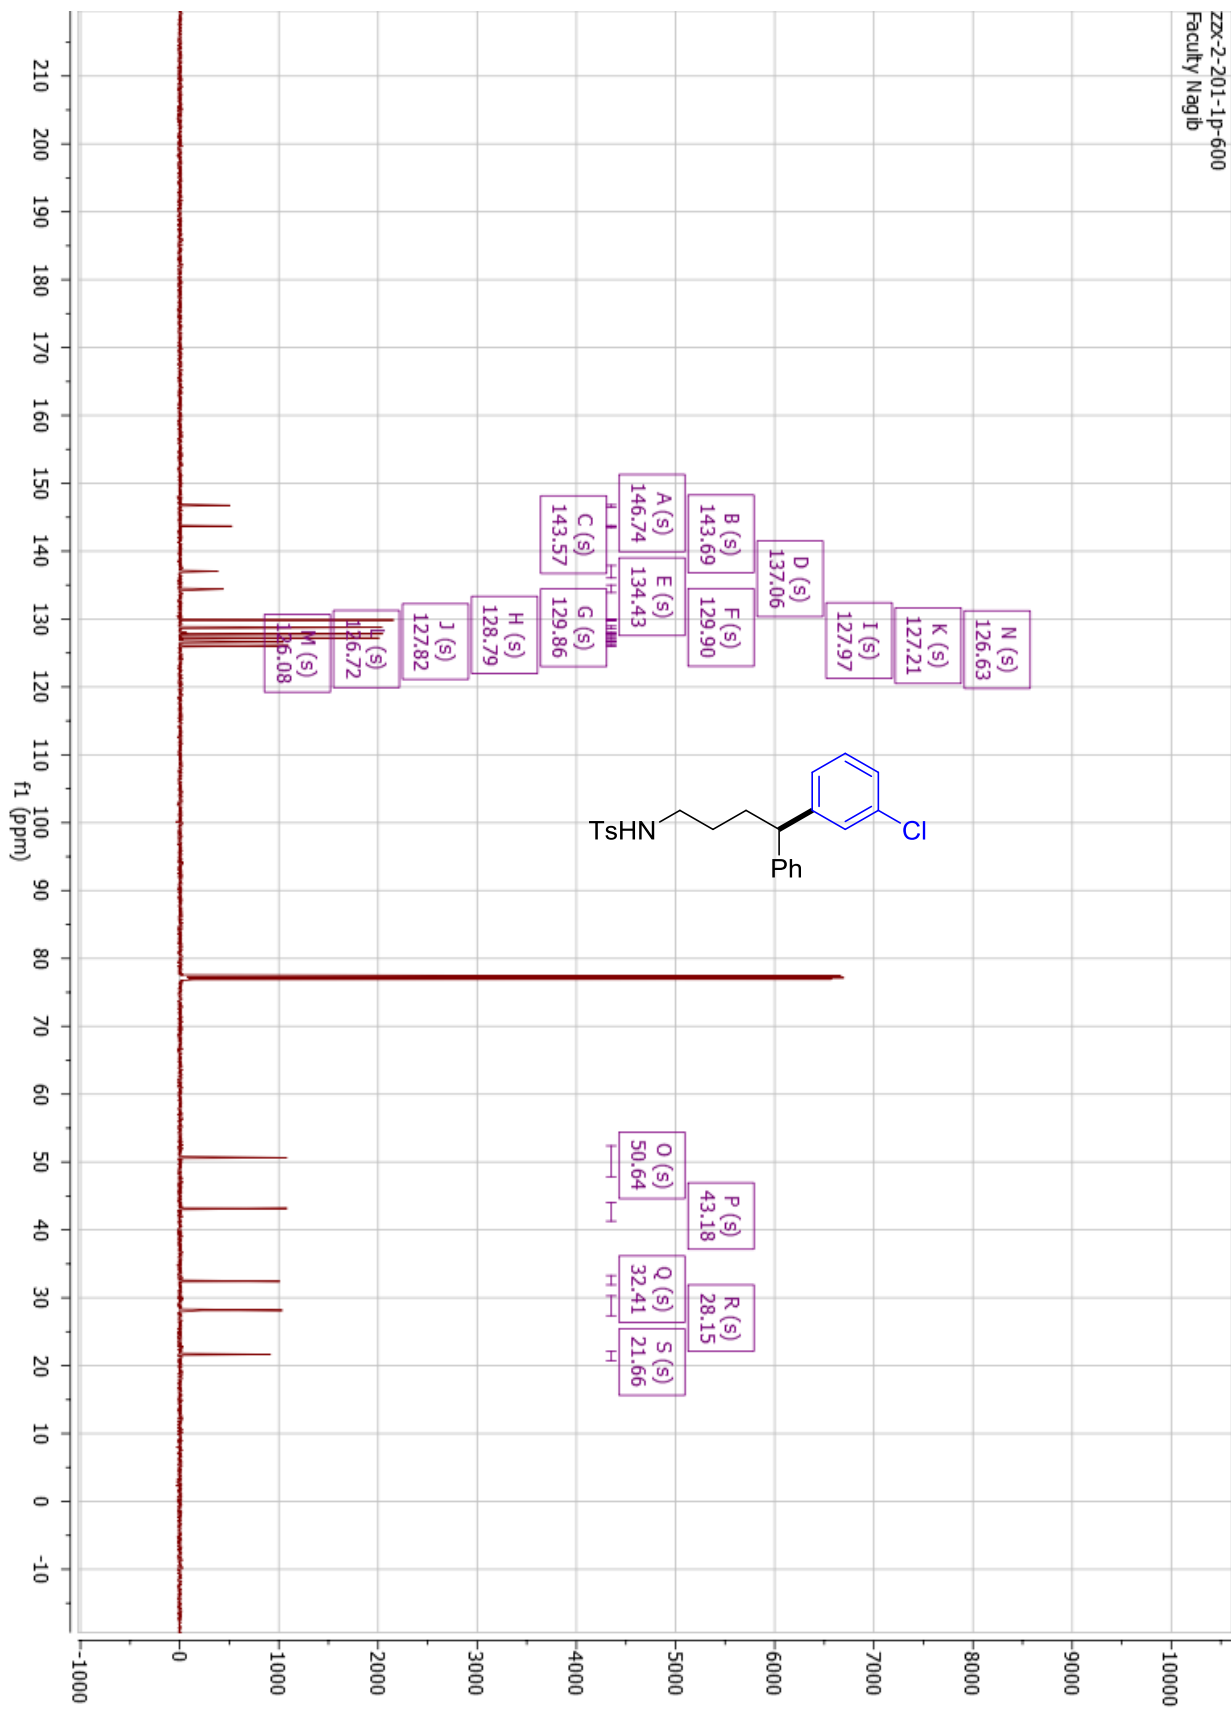 zzx-2-201-1p-600
Faculty Nagib
N (s)
126.63
K (s)
127.21
I (s)
127.97
D (s)
137.06
B (s)
143.69
F (s)
129.90
A (s)
146.74
E (s)
134.43
C (s)
143.57
G (s)
129.86
H (s)
128.79
J (s)
127.82
L (s)
126.72
M (s)
126.08
P (s)
43.18
R (s)
28.15
O (s)
50.64
Q (s)
32.41
S (s)
21.66
TsHN
Ph
Cl
210
200
190
180
170
160
150
140
130
120
110
100
90
80
70
60
50
40
30
20
10
0
-10
f1 (ppm)
10000
9000
8000
7000
6000
5000
4000
3000
2000
1000
0
-1000